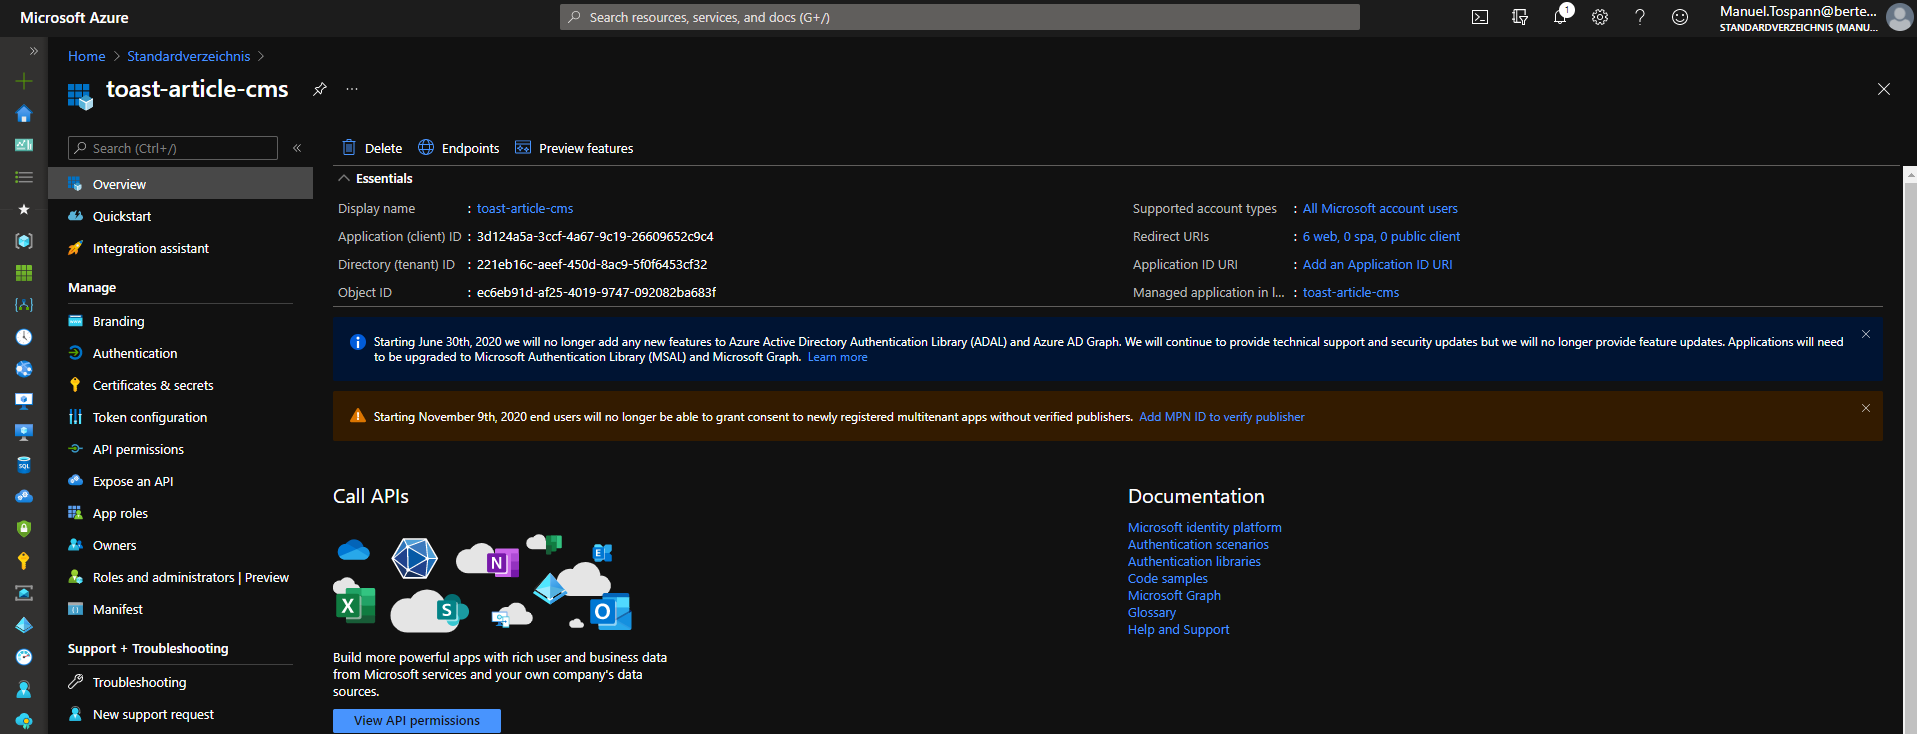 Microsoft Azure
Search resources, services, and docs (G+/)
1
Manuel.Tospann@berte...
STANDARDVERZEICHNIS (MANU...
Home > Standardverzeichnis >
toast-article-cms
...
Search (Ctrl+/)
Overview
Quickstart
Integration assistant
Manage
Branding
Authentication
Certificates & secrets
Token configuration
API permissions
Expose an API
App roles
Owners
Roles and administrators | Preview
Manifest
Support + Troubleshooting
Troubleshooting
New support request
Delete
Endpoints
Preview features
Essentials
Display name : toast-article-cms
Application (client) ID : 3d124a5a-3ccf-4a67-9c19-26609652c9c4
Directory (tenant) ID : 221eb16c-aeef-450d-8ac9-5f0f6453cf32
Object ID : ec6eb91d-af25-4019-9747-092082ba683f
Supported account types : All Microsoft account users
Redirect URIs : 6 web, 0 spa, 0 public client
Application ID URI : Add an Application ID URI
Managed application in l... : toast-article-cms
Starting June 30th, 2020 we will no longer add any new features to Azure Active Directory Authentication Library (ADAL) and Azure AD Graph. We will continue to provide technical support and security updates but we will no longer provide feature updates. Applications will need
to be upgraded to Microsoft Authentication Library (MSAL) and Microsoft Graph. Learn more
Starting November 9th, 2020 end users will no longer be able to grant consent to newly registered multitenant apps without verified publishers. Add MPN ID to verify publisher
Call APIs
N
E
X
S
O
Build more powerful apps with rich user and business data
from Microsoft services and your own company's data
sources.
View API permissions
Documentation
Microsoft identity platform
Authentication scenarios
Authentication libraries
Code samples
Microsoft Graph
Glossary
Help and Support
SQL